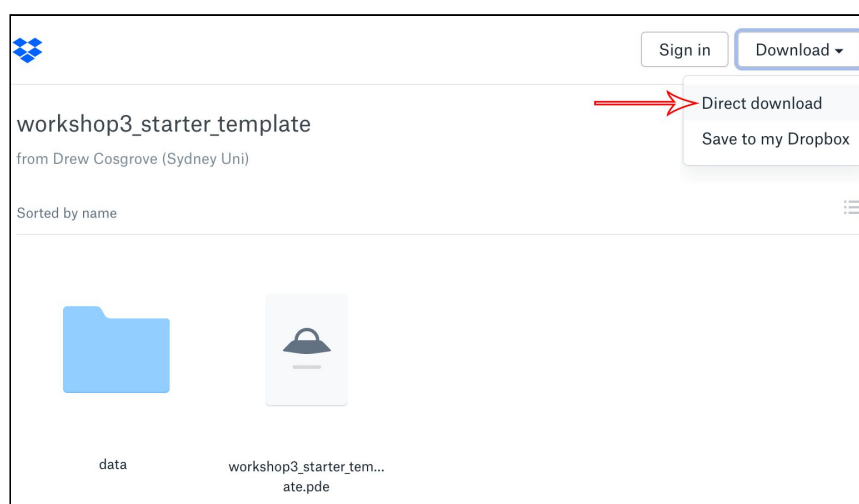 Sign in
Download
Direct download
Save to my Dropbox
workshop3_starter_template
from Drew Cosgrove (Sydney Uni)
Sorted by name
data
workshop3_starter_tem...
ate.pde